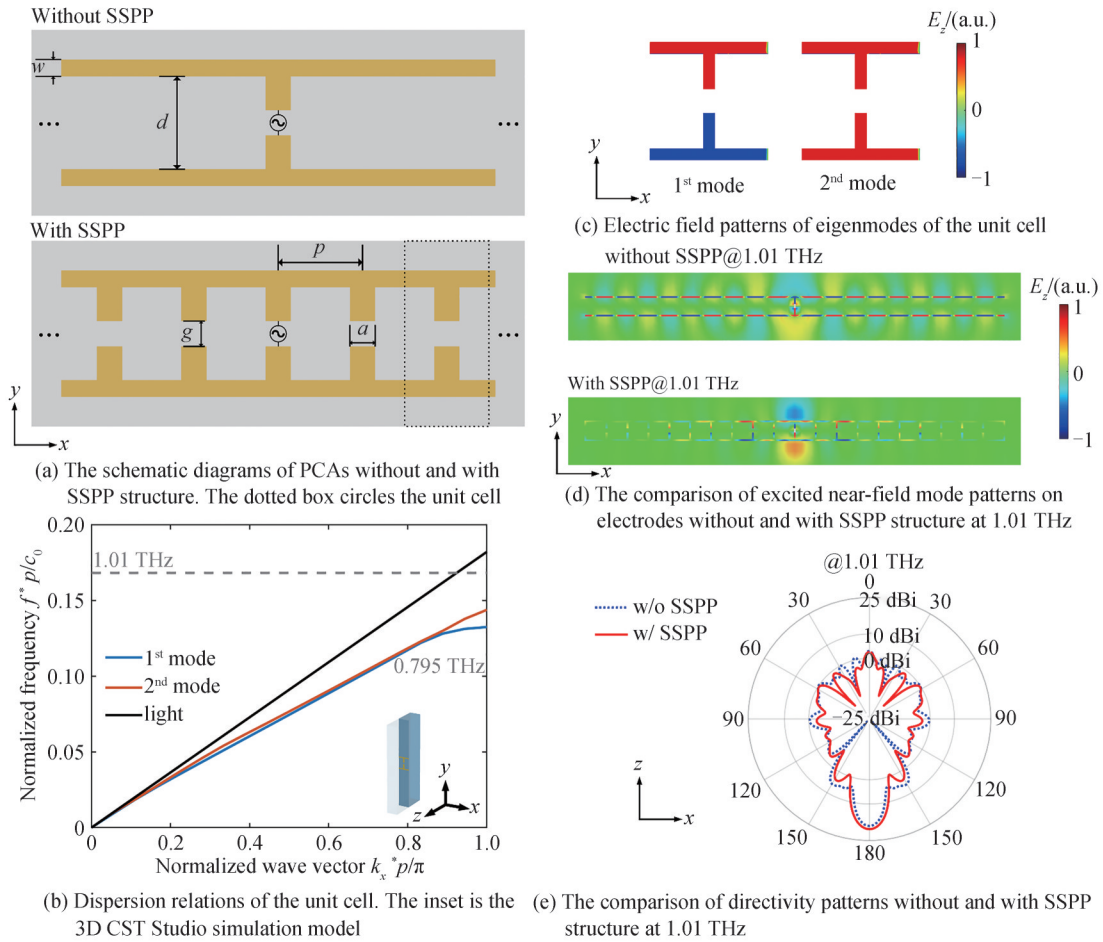 Without SSPP
w
d
...
...
With SSPP
p
g
a
...
...
y
x
(a) The schematic diagrams of PCAs without and with
SSPP structure. The dotted box circles the unit cell
0.20
0.15
0.10
0.05
0
1.01 THz
0.795 THz
1st mode
2nd mode
light
y
x
z
0
0.2
0.4
0.6
0.8
1.0
Normalized frequency f*p/c0
Normalized wave vector kx*p/π
(b) Dispersion relations of the unit cell. The inset is the
3D CST Studio simulation model
Ez/(a.u.)
1
0
−1
y
x
1st mode
2nd mode
(c) Electric field patterns of eigenmodes of the unit cell
without SSPP@1.01 THz
Ez/(a.u.)
1
0
−1
With SSPP@1.01 THz
y
x
(d) The comparison of excited near-field mode patterns on
electrodes without and with SSPP structure at 1.01 THz
@1.01 THz
0
30
25 dBi
30
w/o SSPP
w/ SSPP
10 dBi
60
0 dBi
60
90
−25 dBi
90
z
x
120
120
150
180
150
(e) The comparison of directivity patterns without and with SSPP
structure at 1.01 THz